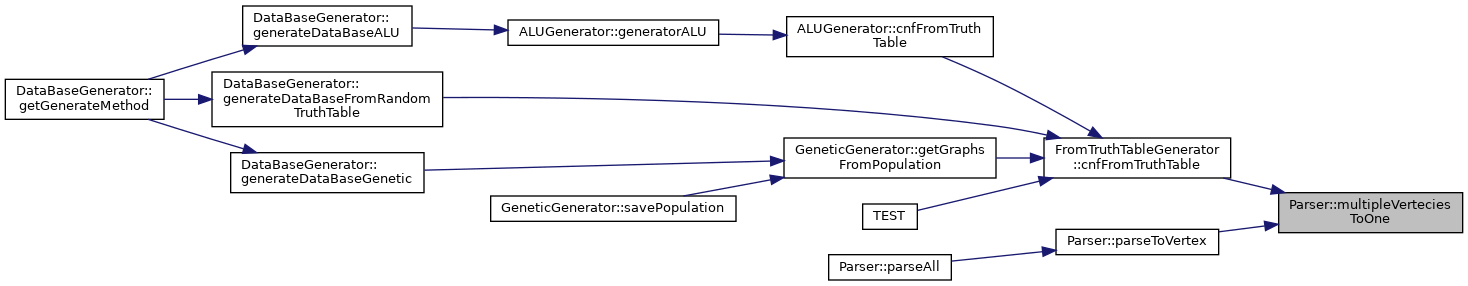 DataBaseGenerator::
generateDataBaseALU
ALUGenerator::generatorALU
ALUGenerator::cnfFromTruth
Table
DataBaseGenerator::
getGenerateMethod
DataBaseGenerator::
generateDataBaseFromRandom
TruthTable
DataBaseGenerator::
generateDataBaseGenetic
GeneticGenerator::getGraphs
FromPopulation
FromTruthTableGenerator
::cnfFromTruthTable
GeneticGenerator::savePopulation
TEST
Parser::multipleVertecies
ToOne
Parser::parseToVertex
Parser::parseAll